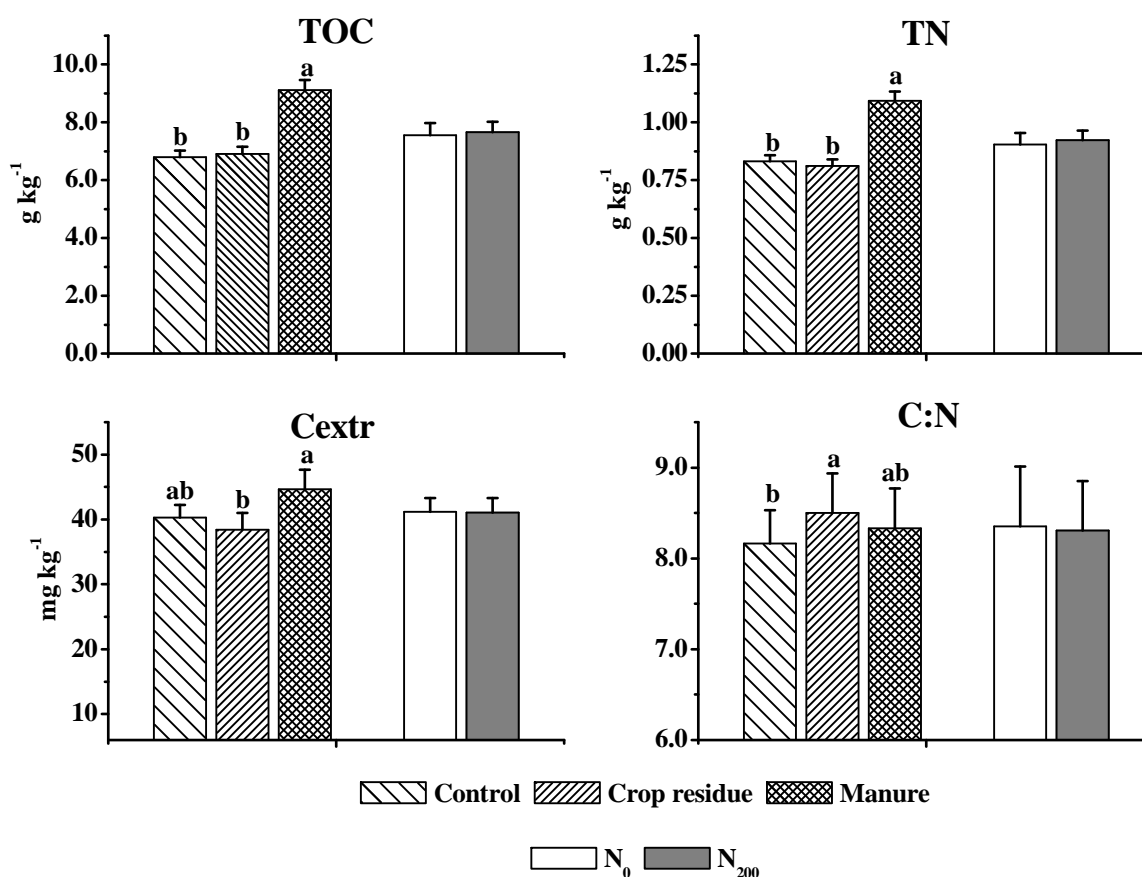 TOC
10.0
8.0
6.0
4.0
2.0
0.0
g kg⁻¹
b b a
TN
1.25
1.00
0.75
0.50
0.25
0.00
g kg⁻¹
b b a
Cextr
50
40
30
20
10
mg kg⁻¹
ab b a
C:N
9.0
8.0
7.0
6.0
b a ab
Control Crop residue Manure
N₀ N₂₀₀